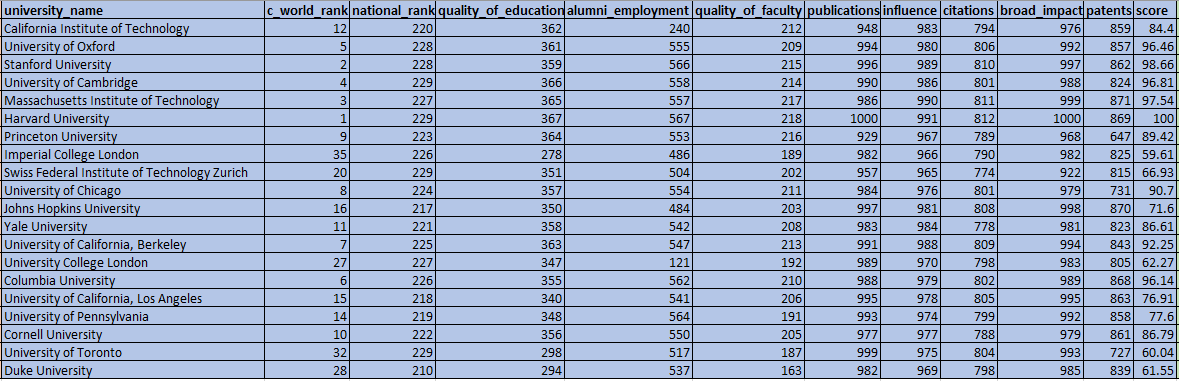 university_name c_world_rank national_rank quality_of_education alumni_employment quality_of_faculty publications influence citations broad_impact patents score
California Institute of Technology 12 220 362 240 212 948 983 794 976 859 84.4
University of Oxford 5 228 361 555 209 994 980 806 992 857 96.46
Stanford University 2 228 359 566 215 996 989 810 997 862 98.66
University of Cambridge 4 229 366 558 214 990 986 801 988 824 96.81
Massachusetts Institute of Technology 3 227 365 557 217 986 990 811 999 871 97.54
Harvard University 1 229 367 567 218 1000 991 812 1000 869 100
Princeton University 9 223 364 553 216 929 967 789 968 647 89.42
Imperial College London 35 226 278 486 189 982 966 790 982 825 59.61
Swiss Federal Institute of Technology Zurich 20 229 351 504 202 957 965 774 922 815 66.93
University of Chicago 8 224 357 554 211 984 976 801 979 731 90.7
Johns Hopkins University 16 217 350 484 203 997 981 808 998 870 71.6
Yale University 11 221 358 542 208 983 984 778 981 823 86.61
University of California, Berkeley 7 225 363 547 213 991 988 809 994 843 92.25
University College London 27 227 347 121 192 989 970 798 983 805 62.27
Columbia University 6 226 355 562 210 988 979 802 989 868 96.14
University of California, Los Angeles 15 218 340 541 206 995 978 805 995 863 76.91
University of Pennsylvania 14 219 348 564 191 993 974 799 992 858 77.6
Cornell University 10 222 356 550 205 977 977 788 979 861 86.79
University of Toronto 32 229 298 517 187 999 975 804 993 727 60.04
Duke University 28 210 294 537 163 982 969 798 985 839 61.55